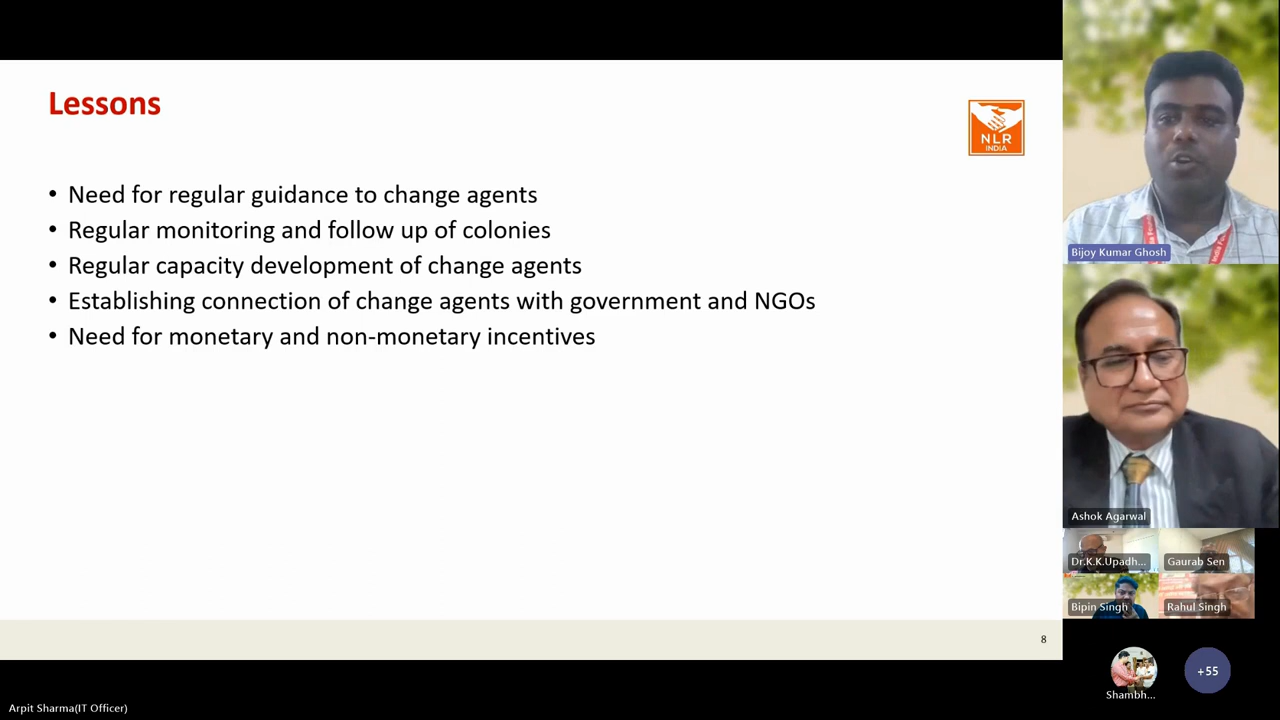 Lessons
NLR
INDIA
• Need for regular guidance to change agents
• Regular monitoring and follow up of colonies
• Regular capacity development of change agents
• Establishing connection of change agents with government and NGOs
• Need for monetary and non-monetary incentives
8
Bijoy Kumar Ghosh
Ashok Agarwal
Dr.K.K.Upadh...
Gaurab Sen
Bipin Singh
Rahul Singh
Shambh...
+55
Arpit Sharma(IT Officer)